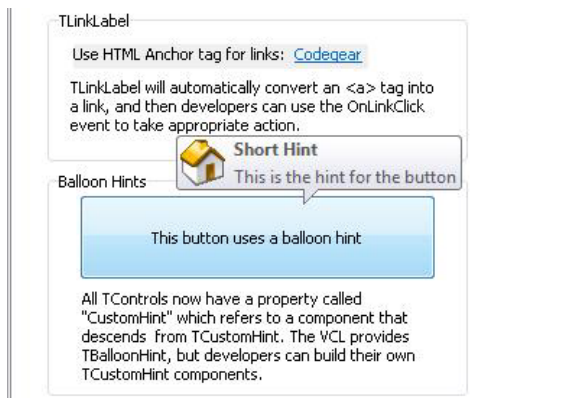 TLinkLabel
Use HTML Anchor tag for links: Codegear
TLinkLabel will automatically convert an <a> tag into
a link, and then developers can use the OnLinkClick
event to take appropriate action.
Short Hint
This is the hint for the button
Balloon Hints
This button uses a balloon hint
All TControls now have a property called
"CustomHint" which refers to a component that
descends from TCustomHint. The VCL provides
TBalloonHint, but developers can build their own
TCustomHint components.